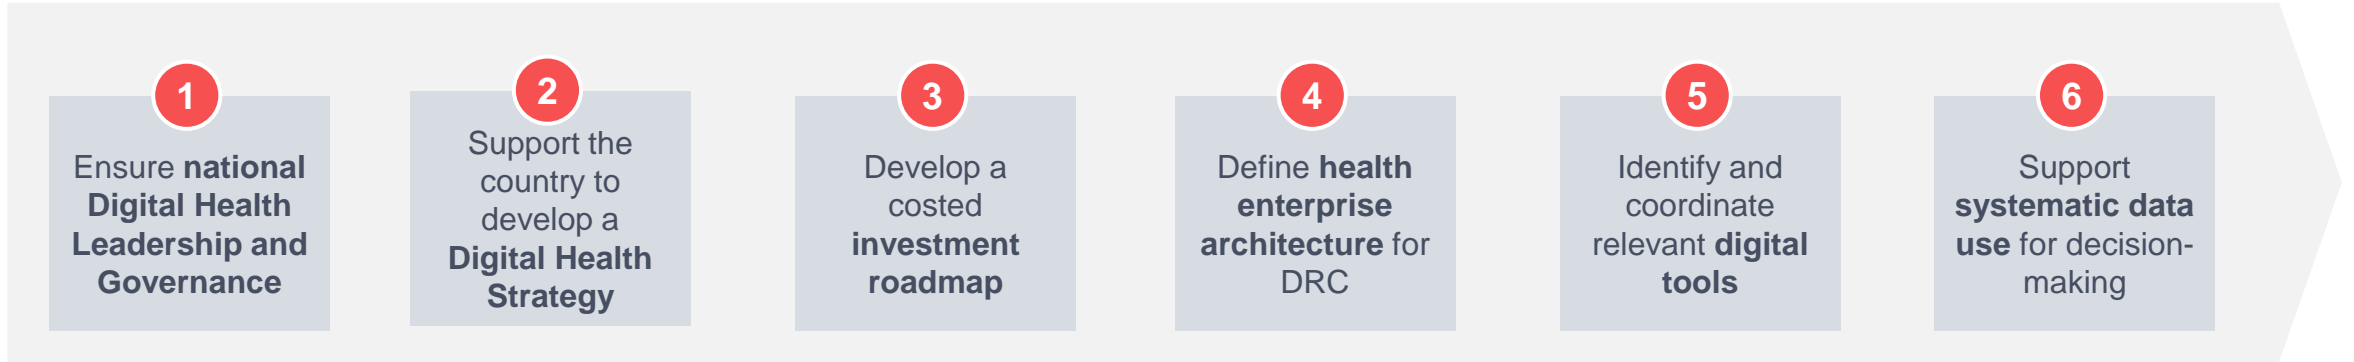 1
Ensure national
Digital Health
Leadership and
Governance
2
Support the
country to
develop a
Digital Health
Strategy
3
Develop a
costed
investment
roadmap
4
Define health
enterprise
architecture for
DRC
5
Identify and
coordinate
relevant digital
tools
6
Support
systematic data
use for decision-
making